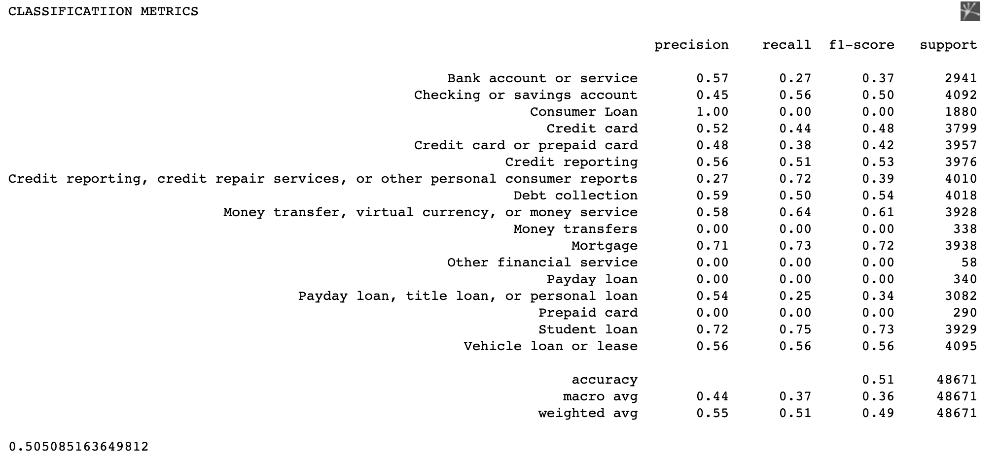 CLASSIFICATIION METRICS
precision recall f1-score support
Bank account or service 0.57 0.27 0.37 2941
Checking or savings account 0.45 0.56 0.50 4092
Consumer Loan 1.00 0.00 0.00 1880
Credit card 0.52 0.44 0.48 3799
Credit card or prepaid card 0.48 0.38 0.42 3957
Credit reporting 0.56 0.51 0.53 3976
Credit reporting, credit repair services, or other personal consumer reports 0.27 0.72 0.39 4010
Debt collection 0.59 0.50 0.54 4018
Money transfer, virtual currency, or money service 0.58 0.64 0.61 3928
Money transfers 0.00 0.00 0.00 338
Mortgage 0.71 0.73 0.72 3938
Other financial service 0.00 0.00 0.00 58
Payday loan 0.00 0.00 0.00 340
Payday loan, title loan, or personal loan 0.54 0.25 0.34 3082
Prepaid card 0.00 0.00 0.00 290
Student loan 0.72 0.75 0.73 3929
Vehicle loan or lease 0.56 0.56 0.56 4095
accuracy 0.51 48671
macro avg 0.44 0.37 0.36 48671
weighted avg 0.55 0.51 0.49 48671
0.505085163649812